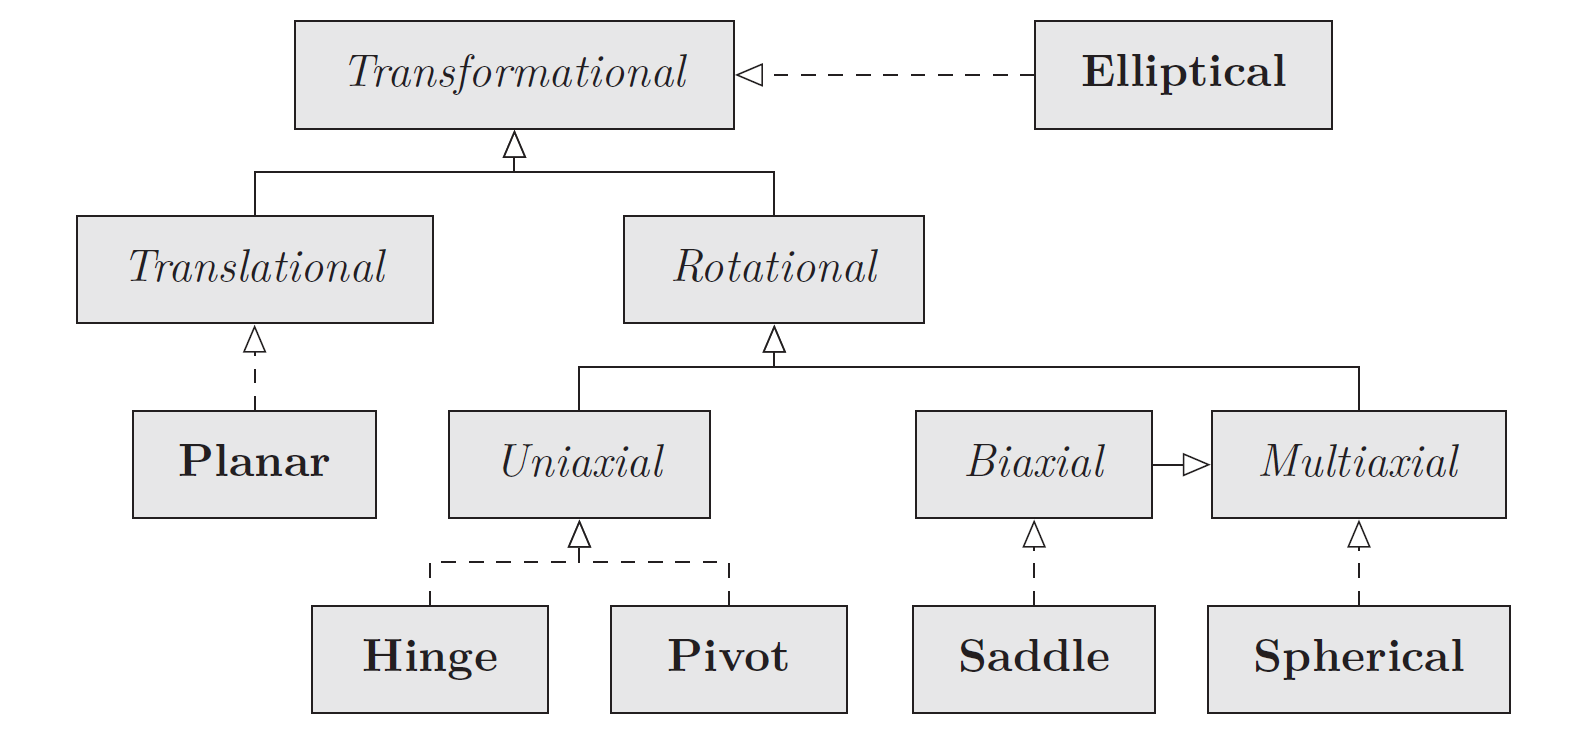 Transformational
Elliptical
Translational
Rotational
Planar
Uniaxial
Biaxial
Multiaxial
Hinge
Pivot
Saddle
Spherical